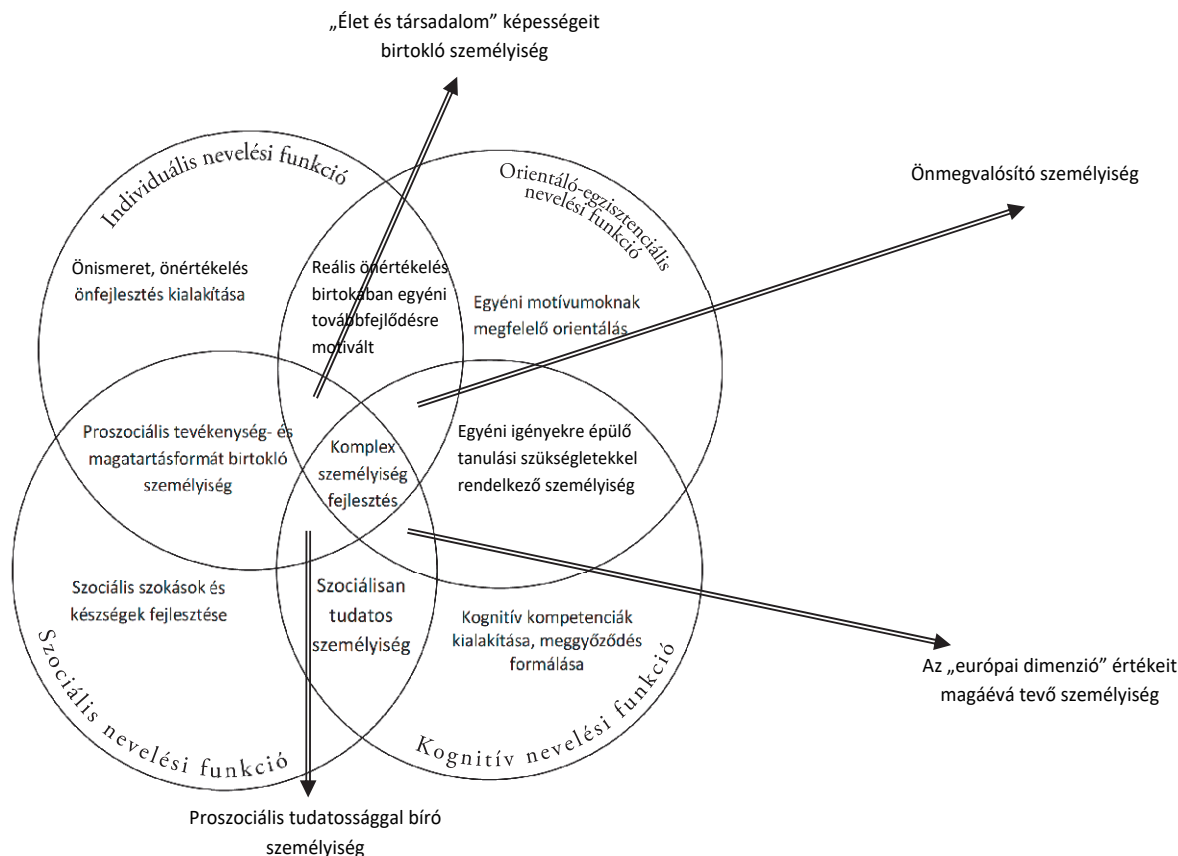 „Élet és társadalom” képességeit
birtokló személyiség
Individuális nevelési funkció
Orientáló-egzisztenciális
nevelési funkció
Önmegvalósító személyiség
Önismeret, önértékelés
önfejlesztés kialakítása
Reális önértékelés
birtokában egyéni
továbbfejlődésre
motivált
Egyéni motívumoknak
megfelelő orientálás
Proszociális tevékenység- és
magatartásformát birtokló
személyiség
Komplex
személyiség
fejlesztés
Egyéni igényekre épülő
tanulási szükségletekkel
rendelkező személyiség
Szociális szokások és
készségek fejlesztése
Szociálisan
tudatos
személyiség
Kognitív kompetenciák
kialakítása, meggyőződés
formálása
Az „európai dimenzió” értékeit
magáévá tevő személyiség
Szociális nevelési funkció
Kognitív nevelési funkció
Proszociális tudatossággal bíró
személyiség